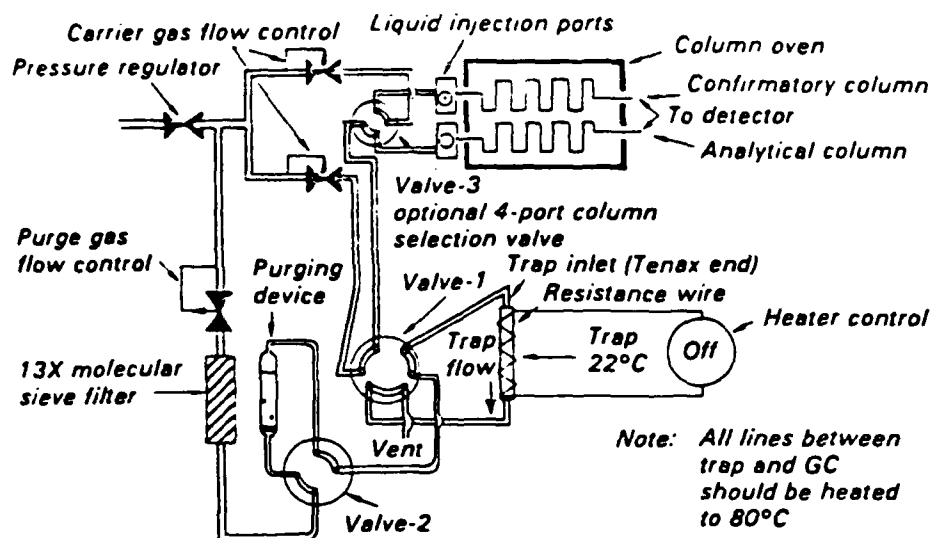 Carrier gas flow control
Pressure regulator
Liquid injection ports
Column oven
Confirmatory column
To detector
Analytical column
Valve-3
optional 4-port column
selection valve
Purge gas
flow control
Purging
device
Valve-1
Trap inlet (Tenax end)
Resistance wire
Heater control
Trap
flow
Trap
22°C
Off
13X molecular
sieve filter
Vent
Valve-2
Note: All lines between
trap and GC
should be heated
to 80°C